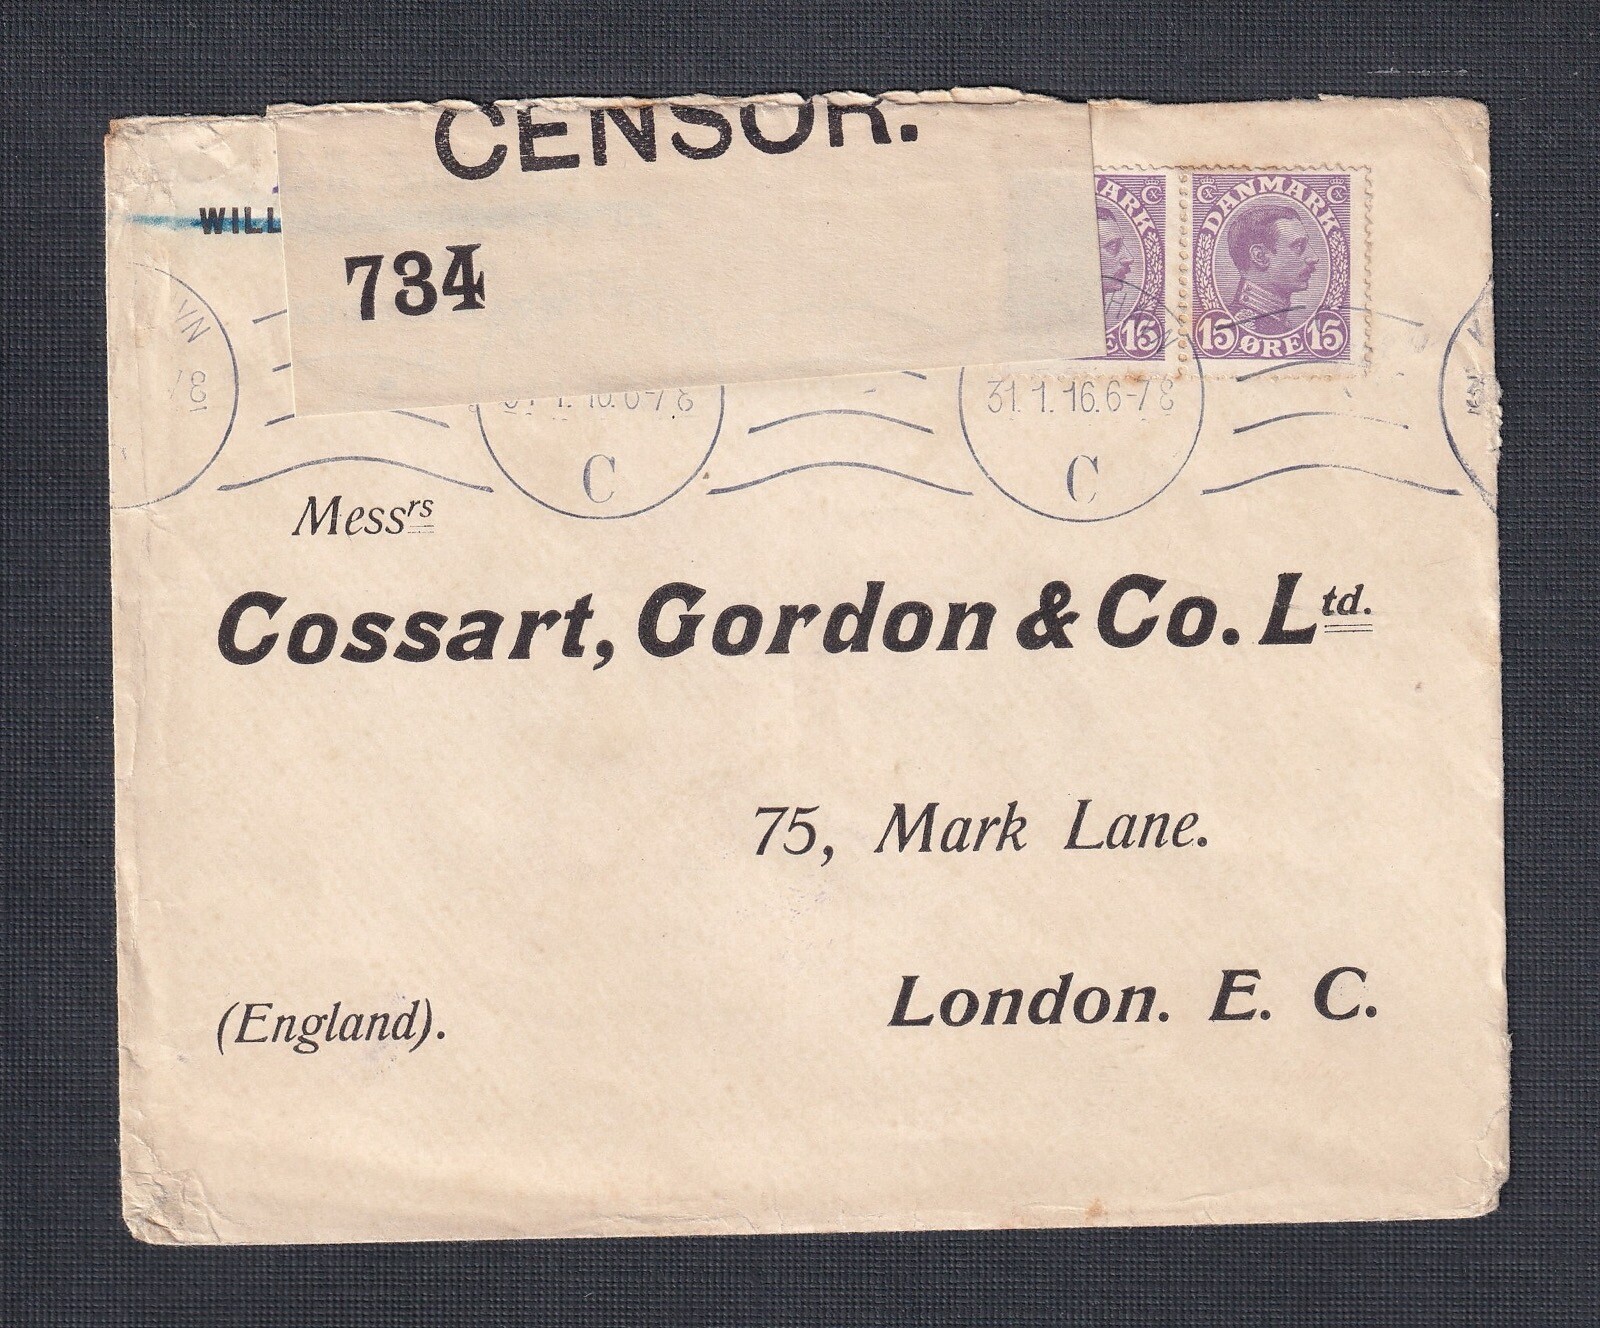 CENSOR.
734
DANMARK
15 ØRE 15
15
31.1.16.6-7 8
C
C
Messrs
Cossart, Gordon & Co. Ltd.
75, Mark Lane.
London. E. C.
(England).